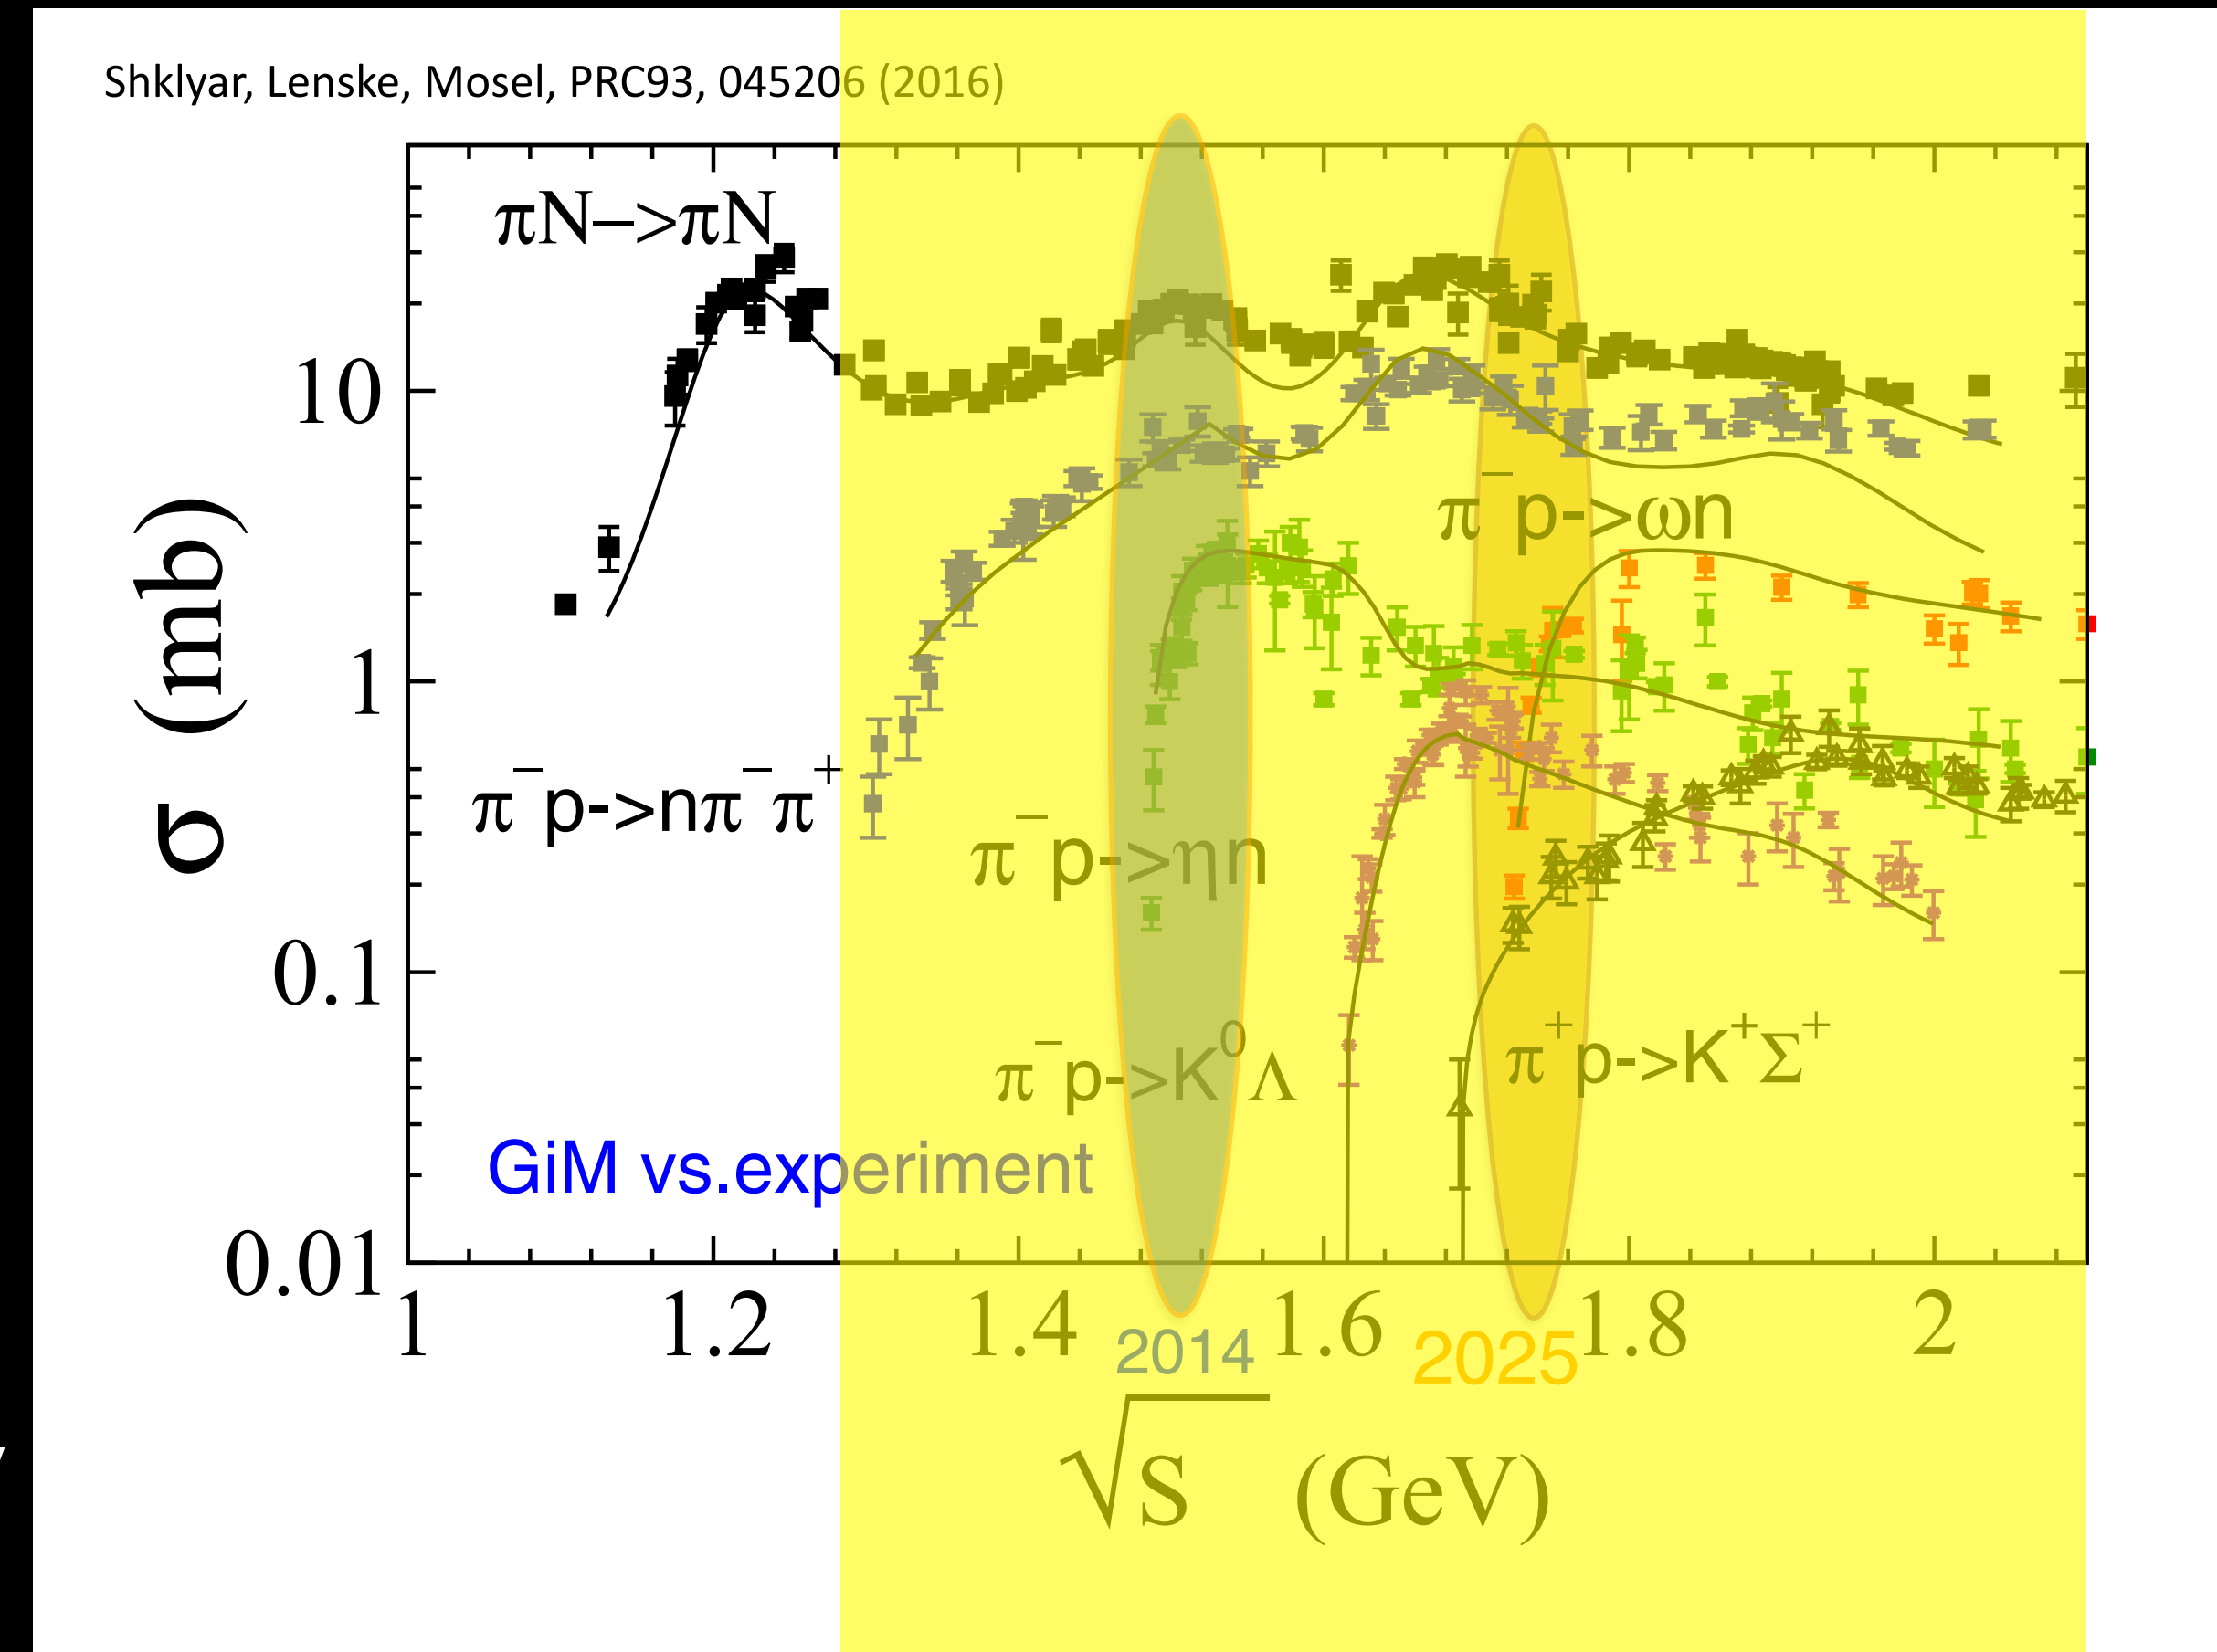 Shklyar, Lenske, Mosel, PRC93, 045206 (2016)
πN–>πN
10
π⁻p->ωn
σ (mb)
1
π⁻p->nπ⁻π⁺
π⁻p->ηn
0.1
π⁻p->K⁰Λ
π⁺p->K⁺Σ⁺
GiM vs.experiment
0.01
1 1.2 1.4 1.6 1.8 2
2014 2025
√s (GeV)